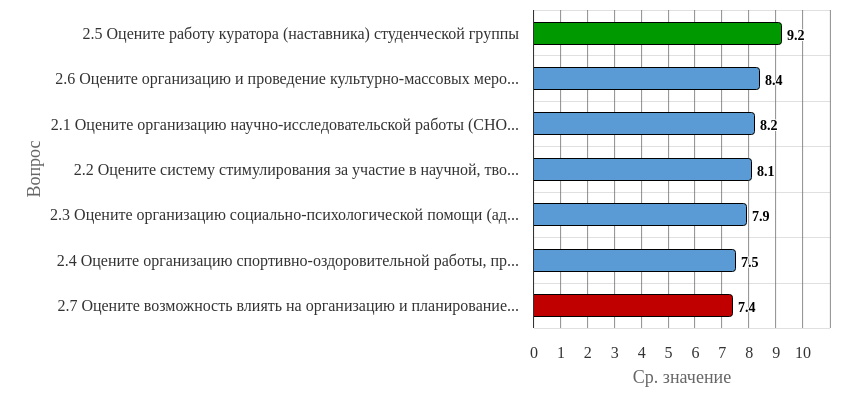 2.5 Оцените работу куратора (наставника) студенческой группы
9.2
2.6 Оцените организацию и проведение культурно-массовых меро...
8.4
2.1 Оцените организацию научно-исследовательской работы (СНО...
8.2
2.2 Оцените систему стимулирования за участие в научной, тво...
8.1
2.3 Оцените организацию социально-психологической помощи (ад...
7.9
2.4 Оцените организацию спортивно-оздоровительной работы, пр...
7.5
2.7 Оцените возможность влиять на организацию и планирование...
7.4
Вопрос
0 1 2 3 4 5 6 7 8 9 10
Ср. значение